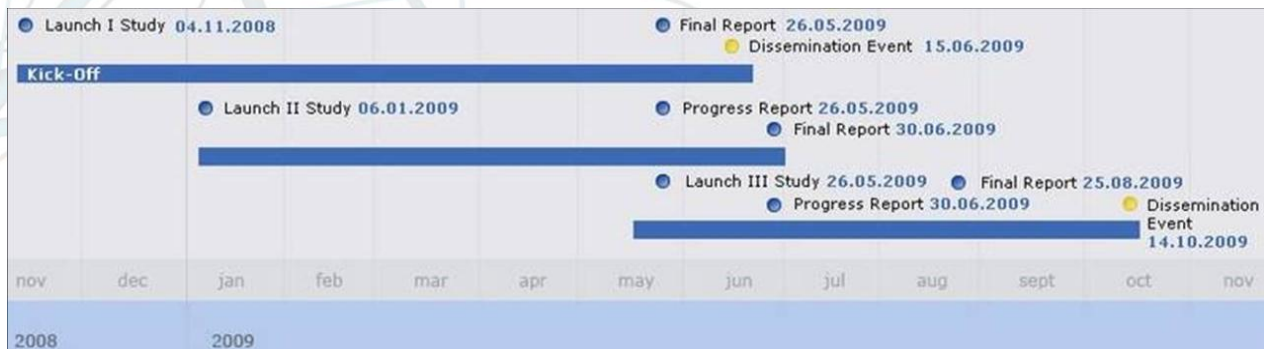 Launch I Study 04.11.2008
Final Report 26.05.2009
Dissemination Event 15.06.2009
Kick-Off
Launch II Study 06.01.2009
Progress Report 26.05.2009
Final Report 30.06.2009
Launch III Study 26.05.2009
Final Report 25.08.2009
Progress Report 30.06.2009
Dissemination
Event
14.10.2009
nov dec jan feb mar apr may jun jul aug sept oct nov
2008 2009